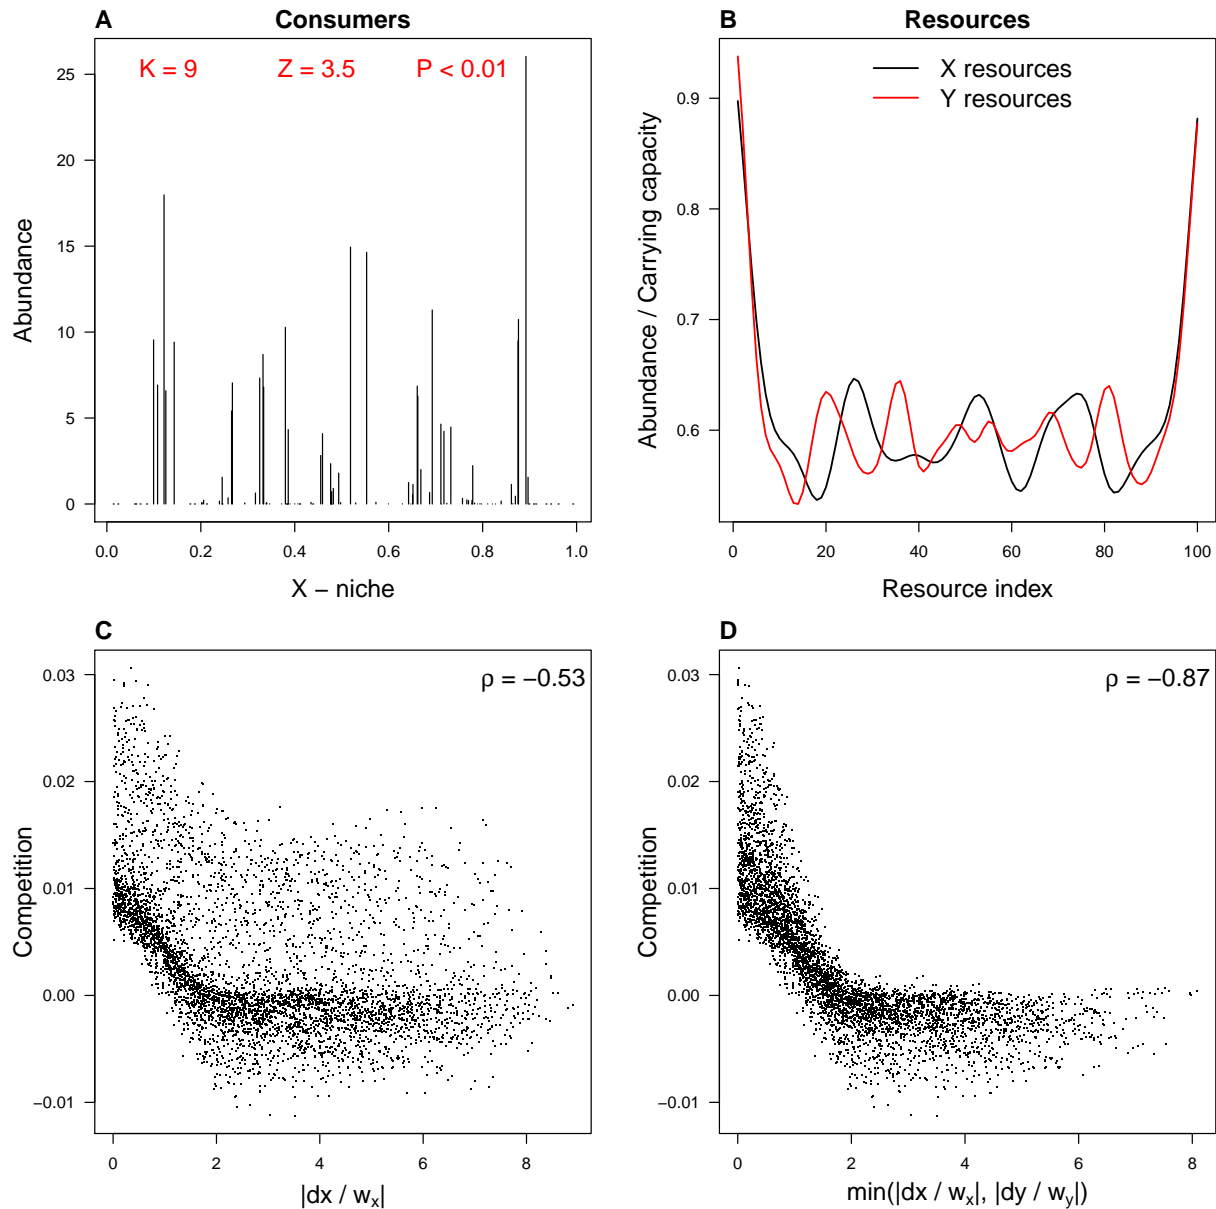 A Consumers
K = 9 Z = 3.5 P < 0.01
25
20
15
10
5
0
Abundance
0.0 0.2 0.4 0.6 0.8 1.0
X − niche
B Resources
X resources
Y resources
0.9
0.8
0.7
0.6
Abundance / Carrying capacity
0 20 40 60 80 100
Resource index
C
ρ = −0.53
0.03
0.02
0.01
0.00
−0.01
Competition
0 2 4 6 8
|dx / wx|
D
ρ = −0.87
0.03
0.02
0.01
0.00
−0.01
Competition
0 2 4 6 8
min(|dx / wx|, |dy / wy|)